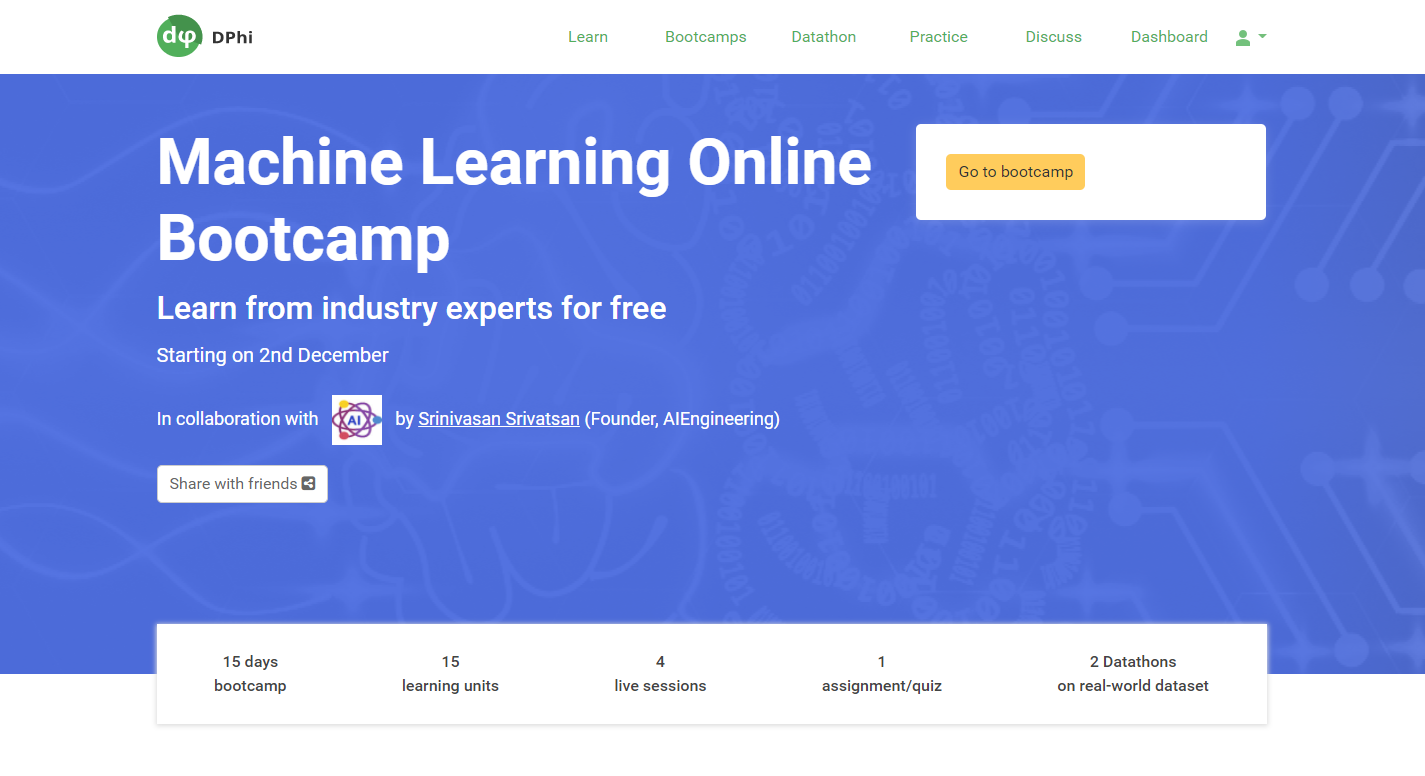 dφ DPhi
Learn Bootcamps Datathon Practice Discuss Dashboard
Machine Learning Online
Bootcamp
Go to bootcamp
Learn from industry experts for free
Starting on 2nd December
In collaboration with AI by Srinivasan Srivatsan (Founder, AIEngineering)
Share with friends
15 days 15 4 1 2 Datathons
bootcamp learning units live sessions assignment/quiz on real-world dataset